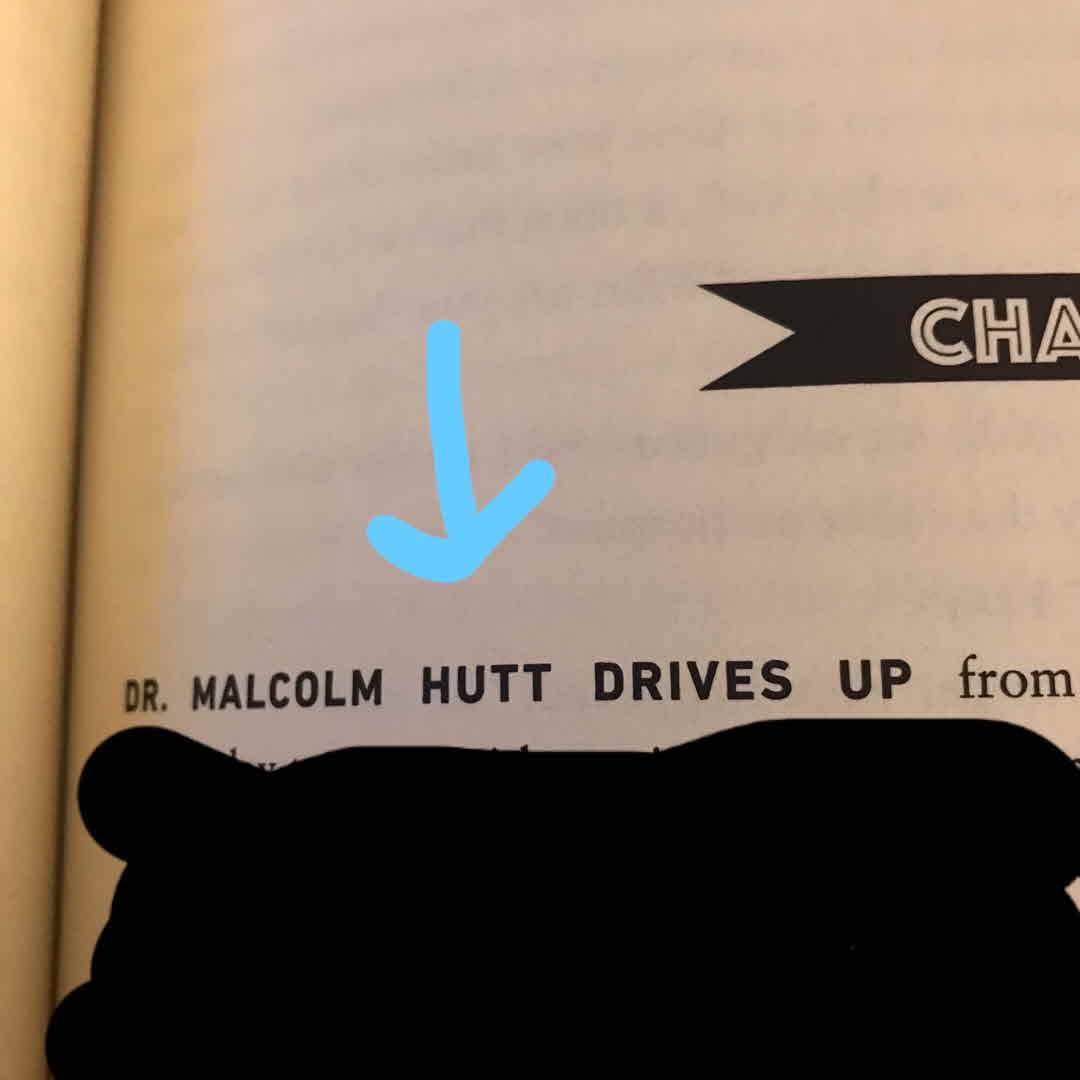 CHA
DR. MALCOLM HUTT DRIVES UP from